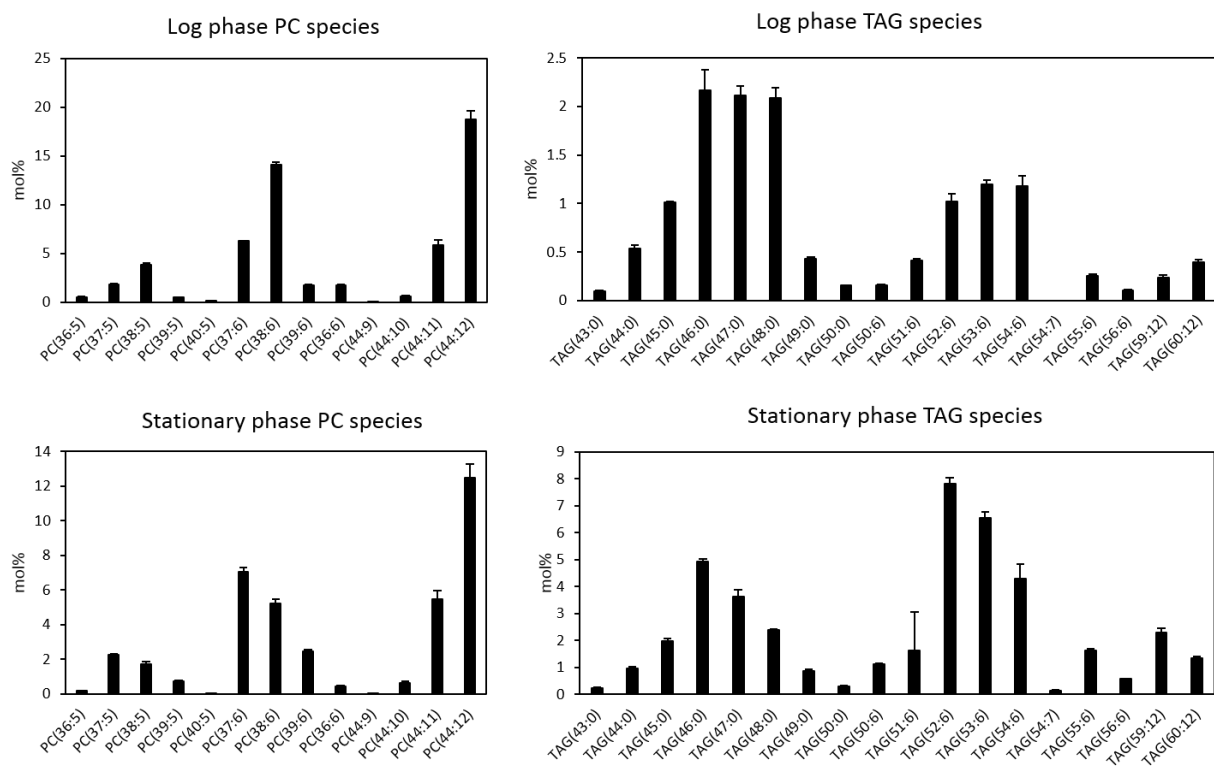 Log phase PC species
25
20
15
10
5
0
mol%
PC(36:5)
PC(37:5)
PC(38:5)
PC(39:5)
PC(40:5)
PC(37:6)
PC(38:6)
PC(39:6)
PC(36:6)
PC(44:9)
PC(44:10)
PC(44:11)
PC(44:12)
Log phase TAG species
2.5
2
1.5
1
0.5
0
mol%
TAG(43:0)
TAG(44:0)
TAG(45:0)
TAG(46:0)
TAG(47:0)
TAG(48:0)
TAG(49:0)
TAG(50:0)
TAG(50:6)
TAG(51:6)
TAG(52:6)
TAG(53:6)
TAG(54:6)
TAG(54:7)
TAG(55:6)
TAG(56:6)
TAG(59:12)
TAG(60:12)
Stationary phase PC species
14
12
10
8
6
4
2
0
mol%
PC(36:5)
PC(37:5)
PC(38:5)
PC(39:5)
PC(40:5)
PC(37:6)
PC(38:6)
PC(39:6)
PC(36:6)
PC(44:9)
PC(44:10)
PC(44:11)
PC(44:12)
Stationary phase TAG species
9
8
7
6
5
4
3
2
1
0
mol%
TAG(43:0)
TAG(44:0)
TAG(45:0)
TAG(46:0)
TAG(47:0)
TAG(48:0)
TAG(49:0)
TAG(50:0)
TAG(50:6)
TAG(51:6)
TAG(52:6)
TAG(53:6)
TAG(54:6)
TAG(54:7)
TAG(55:6)
TAG(56:6)
TAG(59:12)
TAG(60:12)